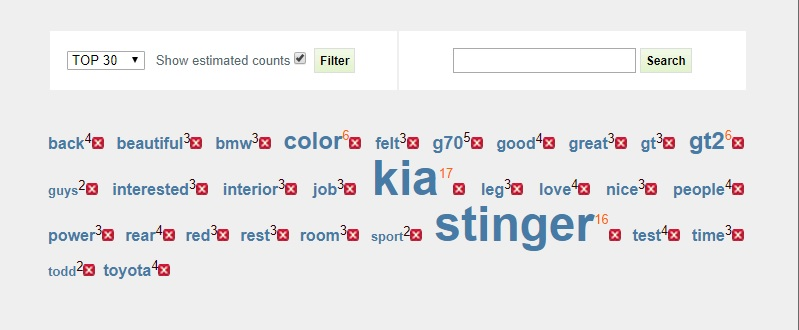 TOP 30 Show estimated counts Filter Search
back4 beautiful3 bmw3 color6 felt3 g705 good4 great3 gt3 gt26
guys2 interested3 interior3 job3 kia17 leg3 love4 nice3 people4
power3 rear4 red3 rest3 room3 sport2 stinger16 test4 time3
todd2 toyota4